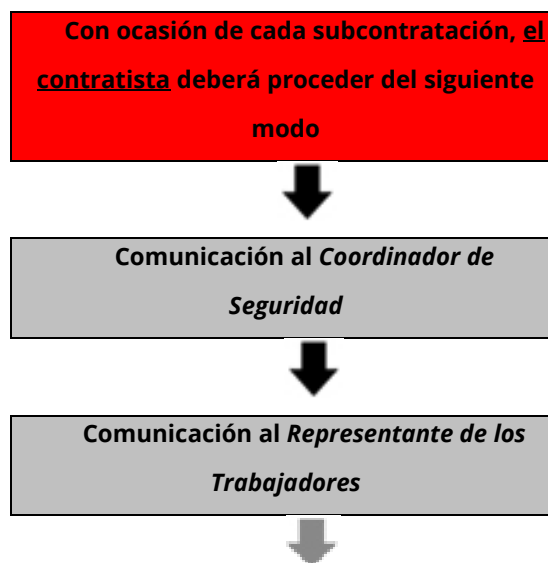 Con ocasión de cada subcontratación, el
contratista deberá proceder del siguiente
modo
Comunicación al Coordinador de
Seguridad
Comunicación al Representante de los
Trabajadores